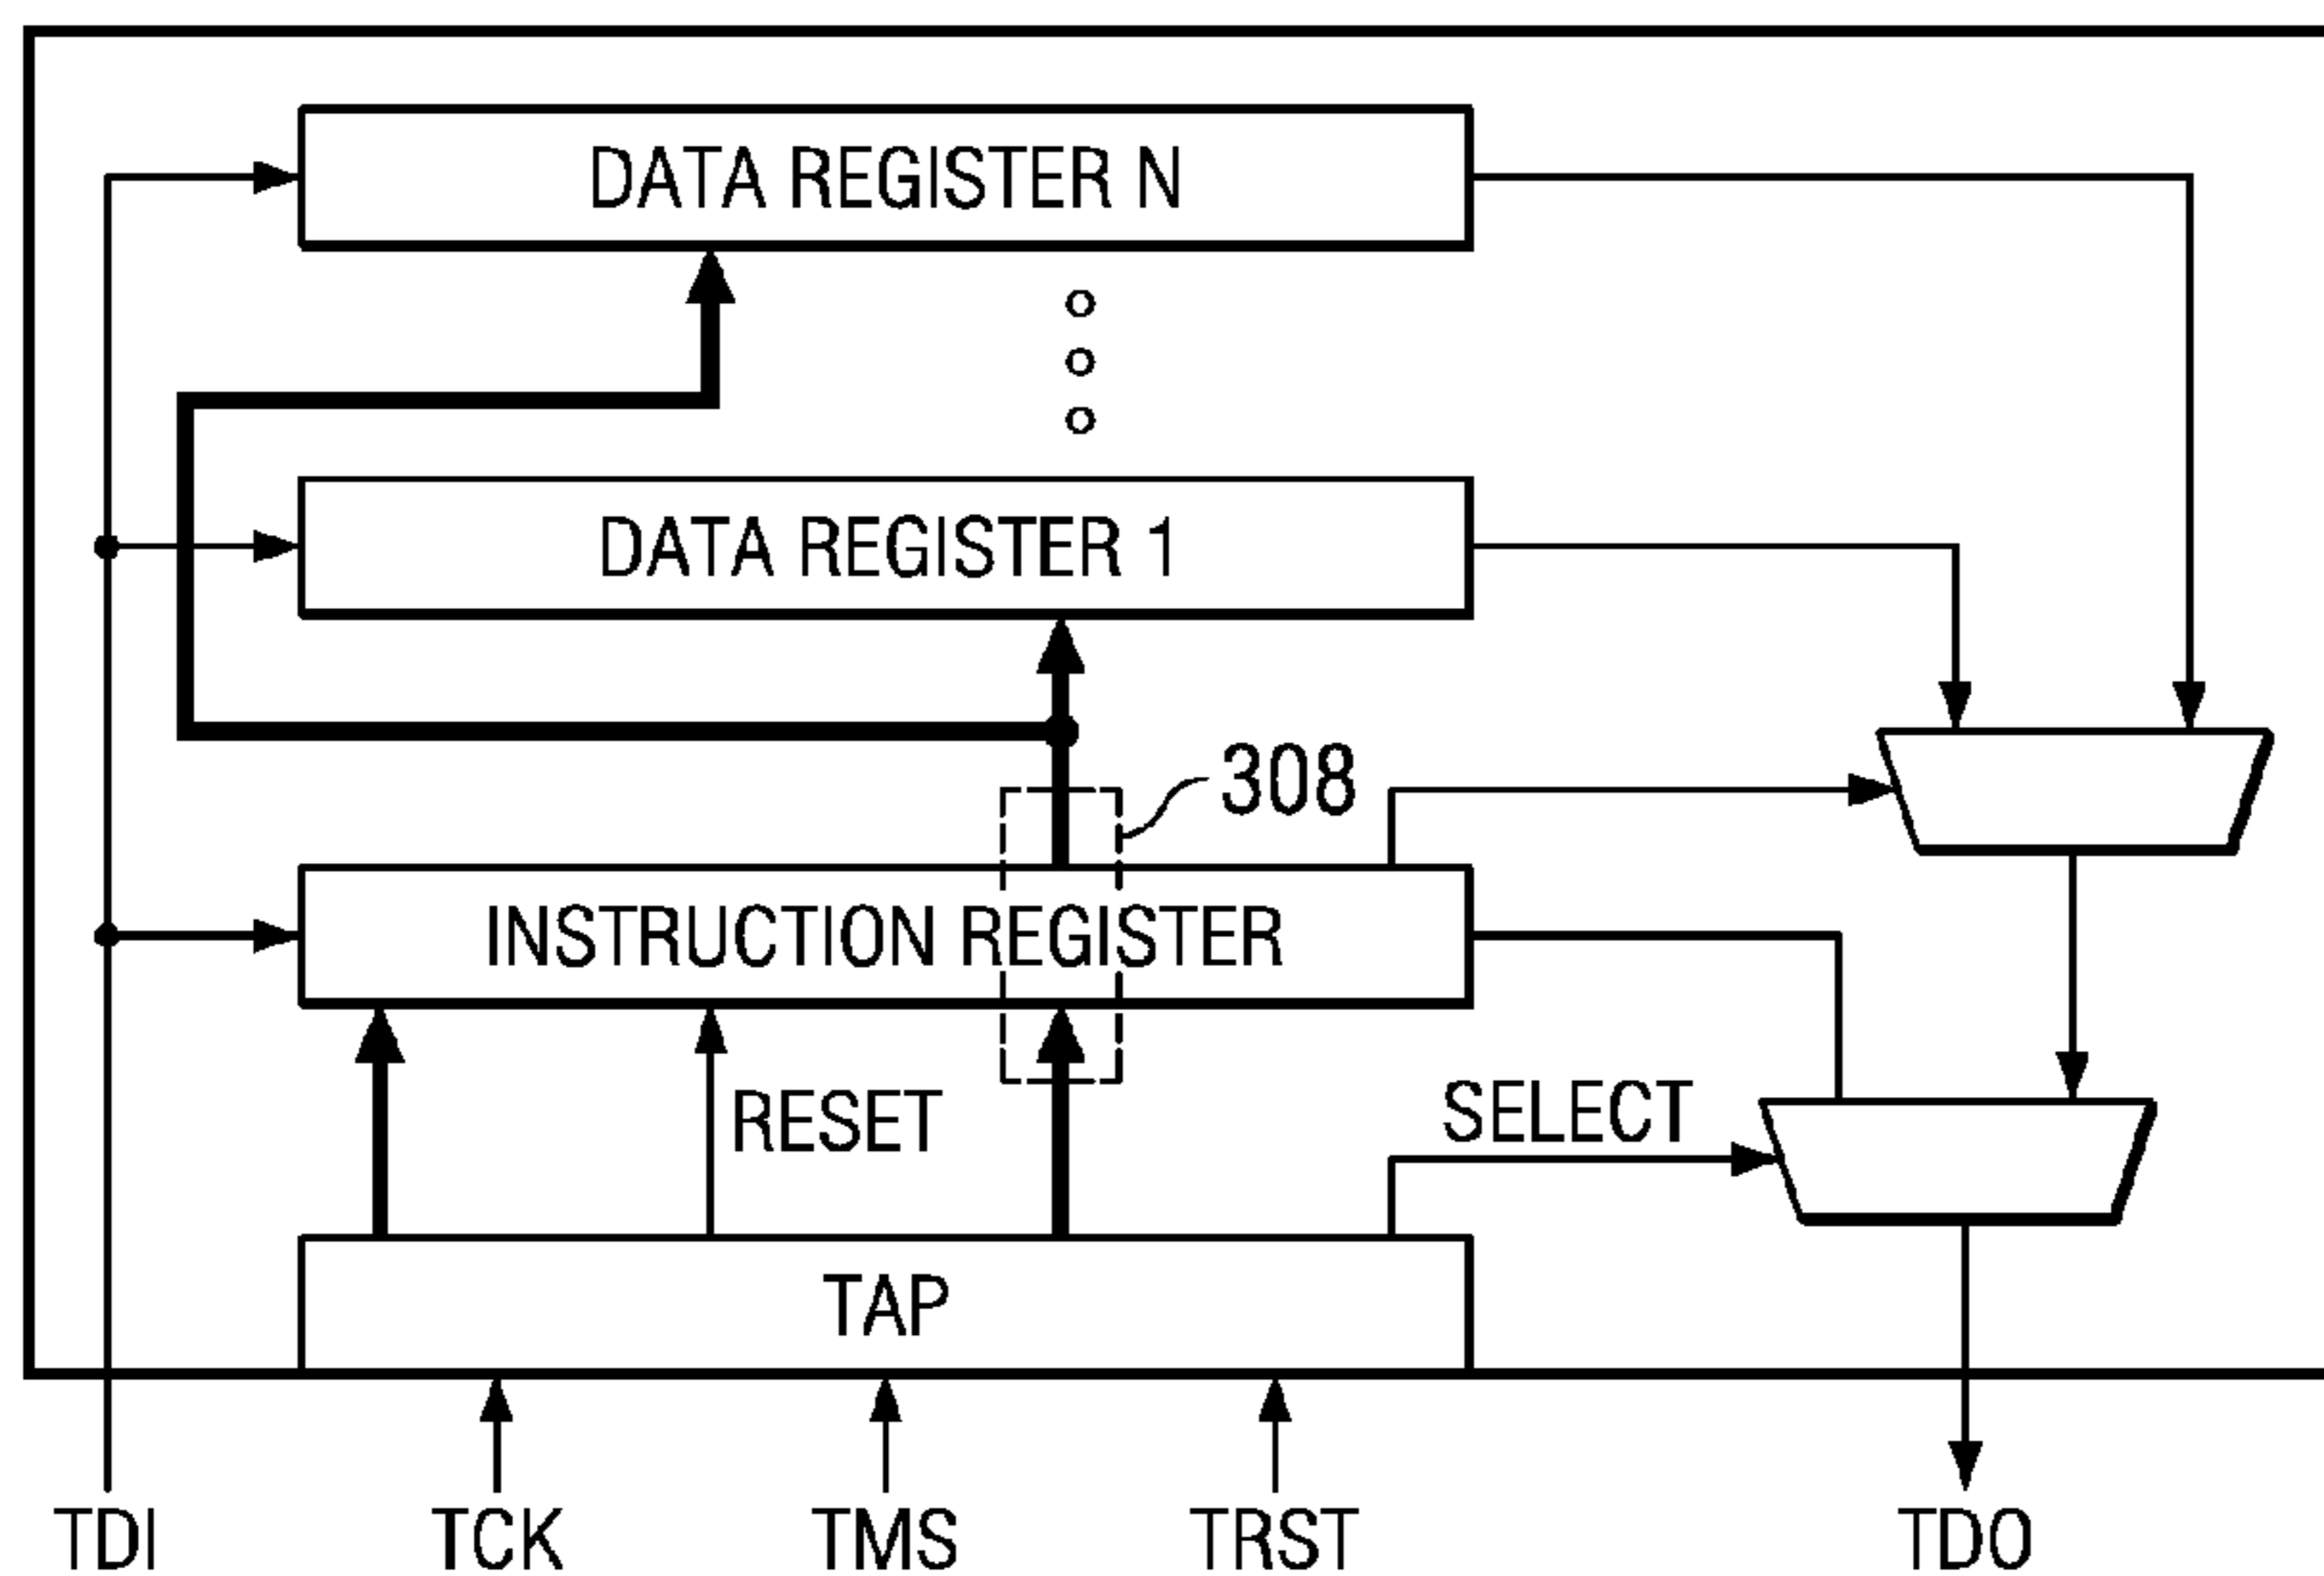 DATA REGISTER N
DATA REGISTER 1
308
INSTRUCTION REGISTER
RESET
SELECT
TAP
TDI
TCK
TMS
TRST
TDO